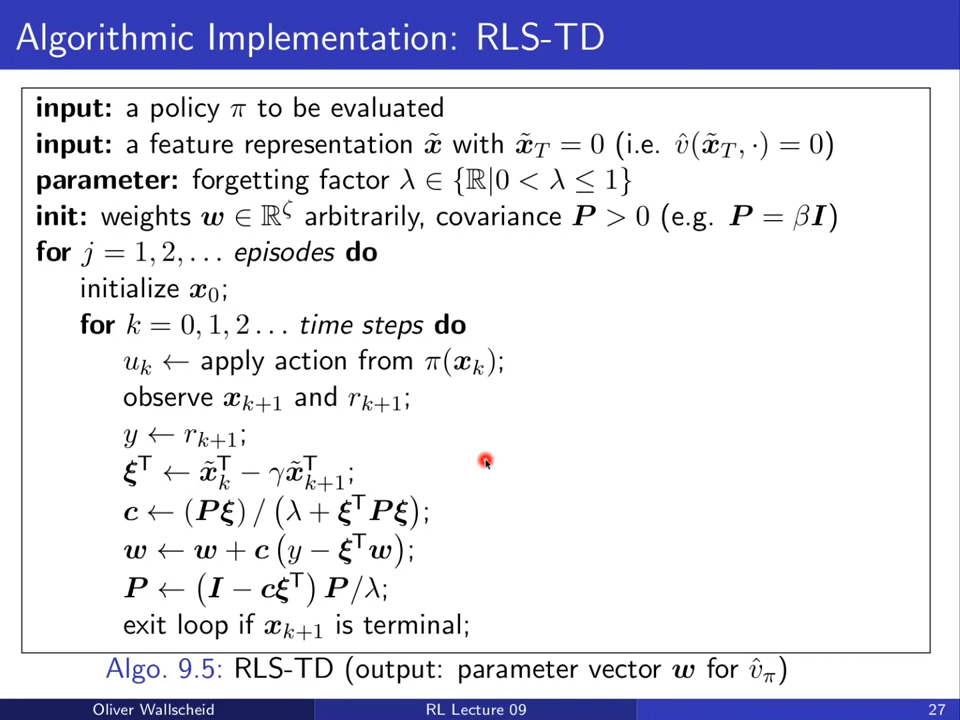 Algorithmic Implementation: RLS-TD
input: a policy π to be evaluated
input: a feature representation x̃ with x̃_T = 0 (i.e. v̂(x̃_T, ·) = 0)
parameter: forgetting factor λ ∈ {ℝ|0 < λ ≤ 1}
init: weights w ∈ ℝ^ζ arbitrarily, covariance P > 0 (e.g. P = βI)
for j = 1, 2, . . . episodes do
initialize x_0;
for k = 0, 1, 2 . . . time steps do
u_k ← apply action from π(x_k);
observe x_{k+1} and r_{k+1};
y ← r_{k+1};
ξ^T ← x̃_k^T − γx̃_{k+1}^T;
c ← (Pξ) / (λ + ξ^T Pξ);
w ← w + c (y − ξ^T w);
P ← (I − cξ^T) P/λ;
exit loop if x_{k+1} is terminal;
Algo. 9.5: RLS-TD (output: parameter vector w for v̂_π)
Oliver Wallscheid
RL Lecture 09
27